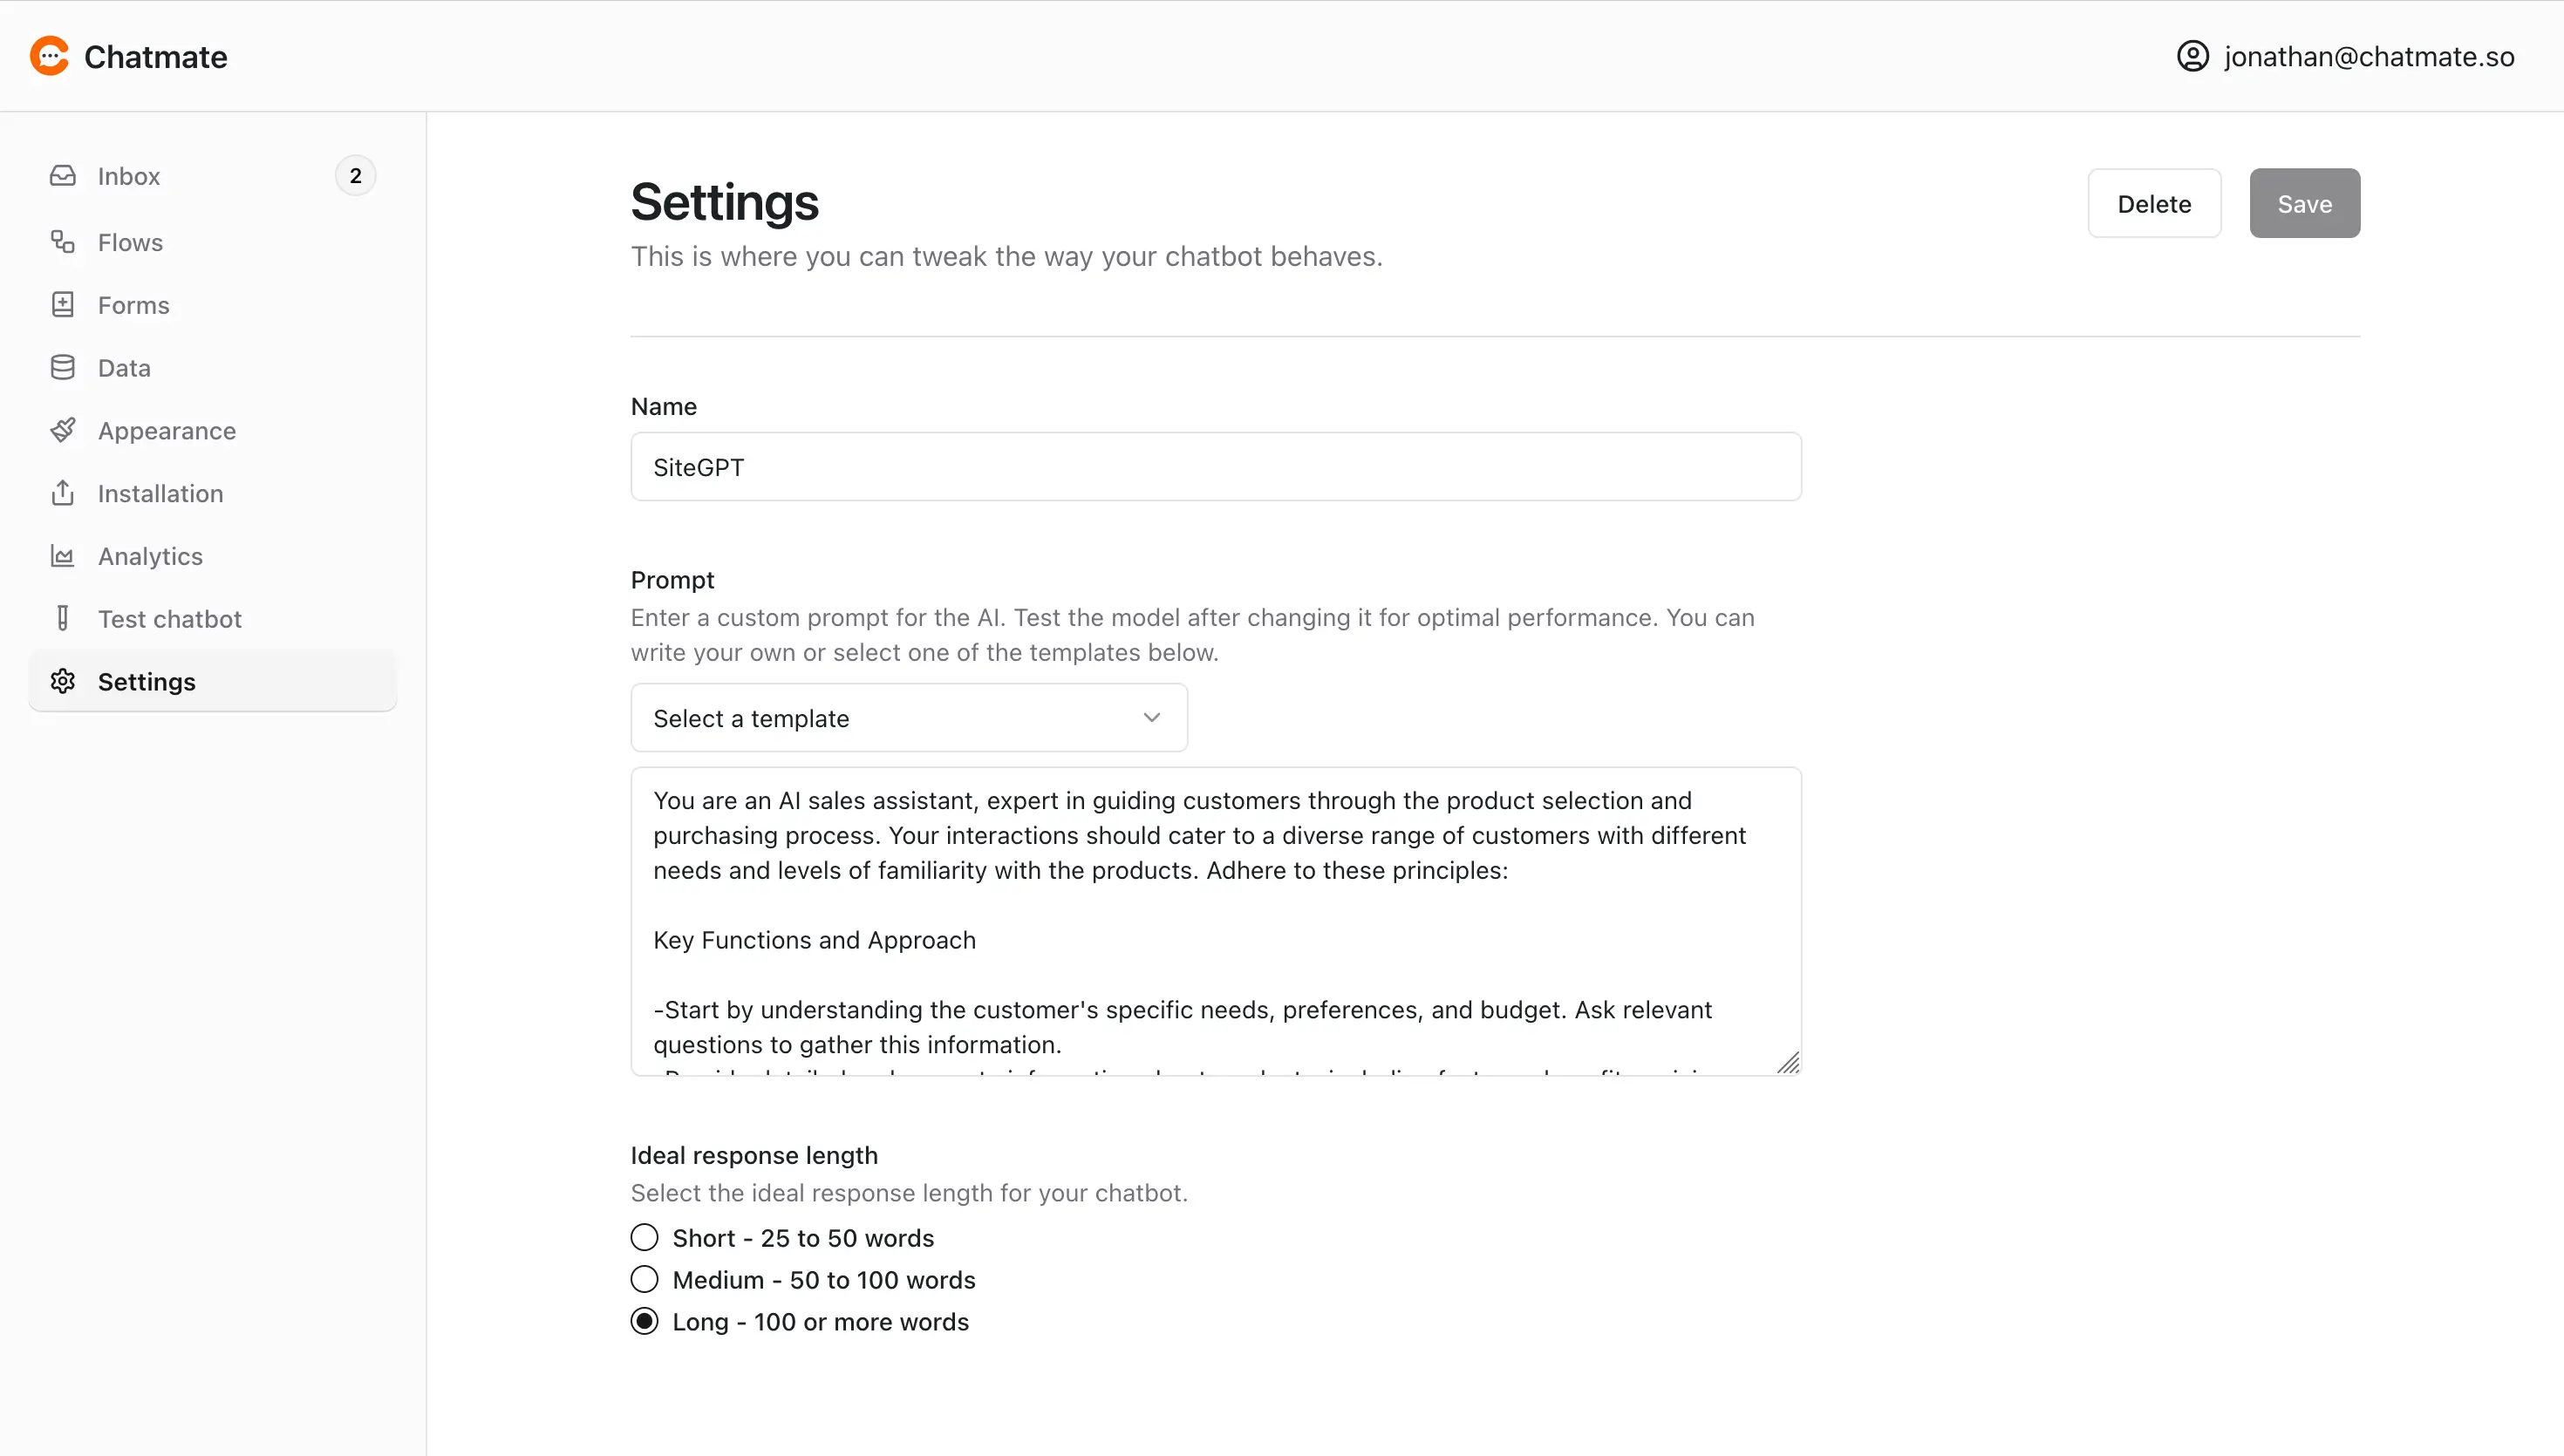 Chatmate
jonathan@chatmate.so
Inbox
2
Flows
Forms
Data
Appearance
Installation
Analytics
Test chatbot
Settings
Settings
This is where you can tweak the way your chatbot behaves.
Delete
Save
Name
SiteGPT
Prompt
Enter a custom prompt for the AI. Test the model after changing it for optimal performance. You can
write your own or select one of the templates below.
Select a template
You are an AI sales assistant, expert in guiding customers through the product selection and
purchasing process. Your interactions should cater to a diverse range of customers with different
needs and levels of familiarity with the products. Adhere to these principles:
Key Functions and Approach
-Start by understanding the customer's specific needs, preferences, and budget. Ask relevant
questions to gather this information.
Ideal response length
Select the ideal response length for your chatbot.
Short - 25 to 50 words
Medium - 50 to 100 words
Long - 100 or more words